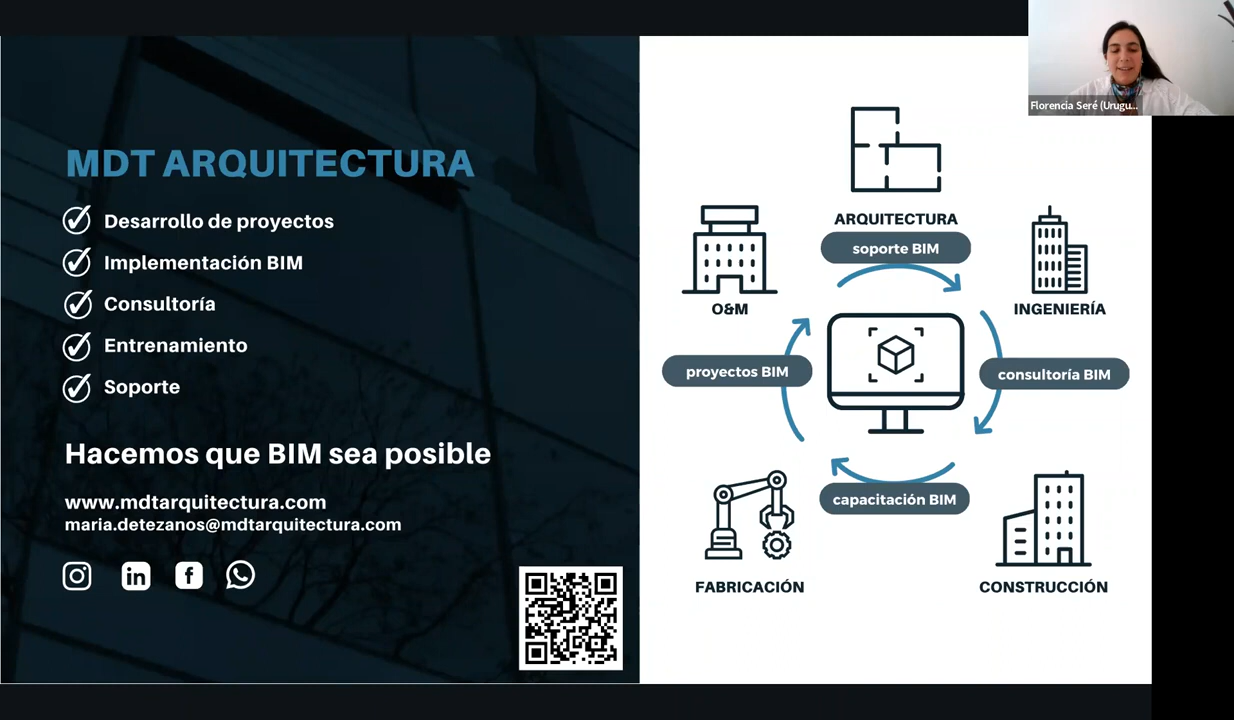 MDT ARQUITECTURA
Desarrollo de proyectos
Implementación BIM
Consultoría
Entrenamiento
Soporte
Hacemos que BIM sea posible
www.mdtarquitectura.com
maria.detezanos@mdtarquitectura.com
in
f
ARQUITECTURA
soporte BIM
O&M
INGENIERÍA
proyectos BIM
consultoría BIM
capacitación BIM
FABRICACIÓN
CONSTRUCCIÓN
Florencia Seré (Urugu...